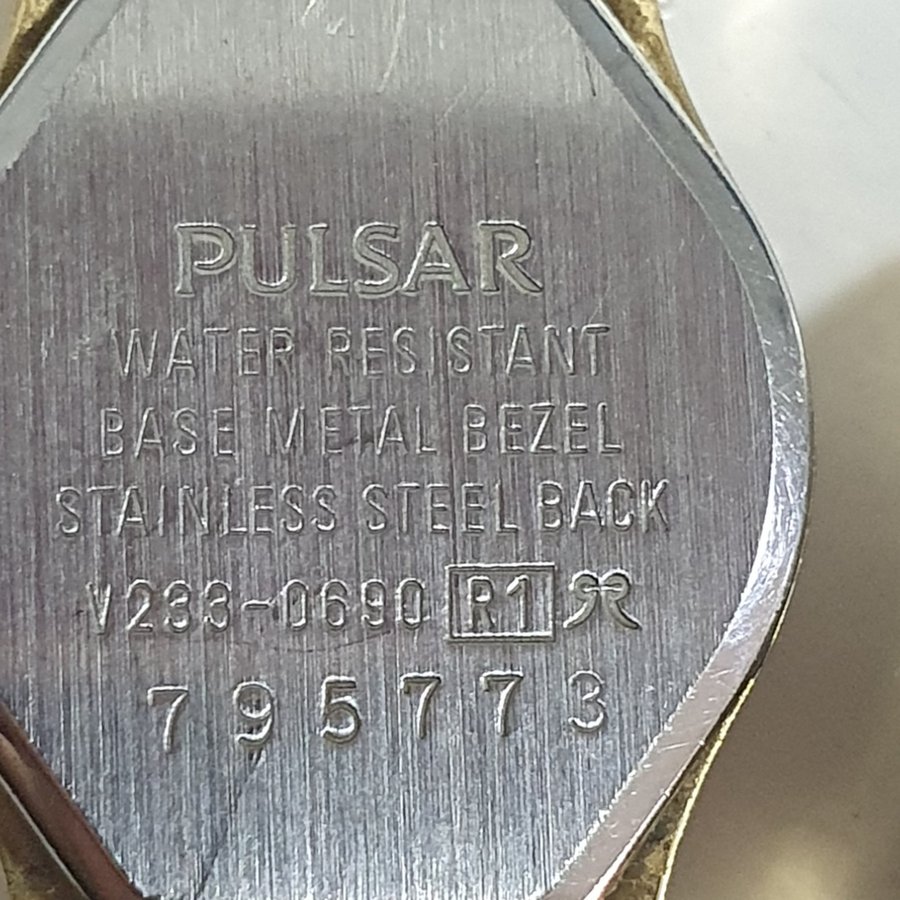 PULSAR
WATER RESISTANT
BASE METAL BEZEL
STAINLESS STEEL BACK
V233-0690 R1
795773